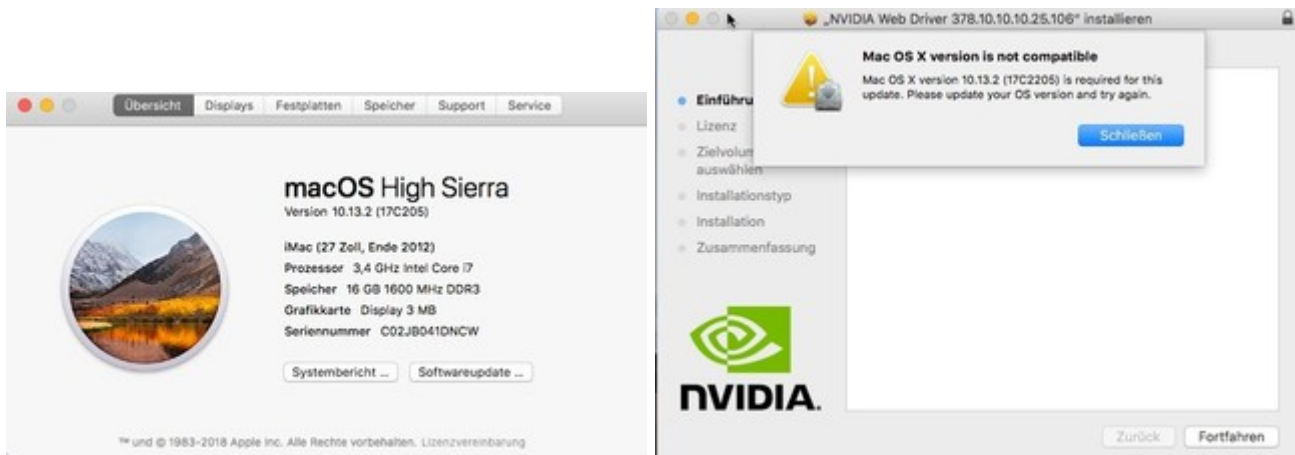 Übersicht Displays Festplatten Speicher Support Service
macOS High Sierra
Version 10.13.2 (17C205)
iMac (27 Zoll, Ende 2012)
Prozessor 3,4 GHz Intel Core i7
Speicher 16 GB 1600 MHz DDR3
Grafikkarte Display 3 MB
Seriennummer C02JB041DNCW
Systembericht ... Softwareupdate ...
™ und © 1983-2018 Apple Inc. Alle Rechte vorbehalten. Lizenzvereinbarung
„NVIDIA Web Driver 378.10.10.10.25.106“ installieren
Mac OS X version is not compatible
Mac OS X version 10.13.2 (17C2205) is required for this
update. Please update your OS version and try again.
Schließen
Einführu
Lizenz
Zielvolum
auswählen
Installationstyp
Installation
Zusammenfassung
NVIDIA.
Zurück Fortfahren